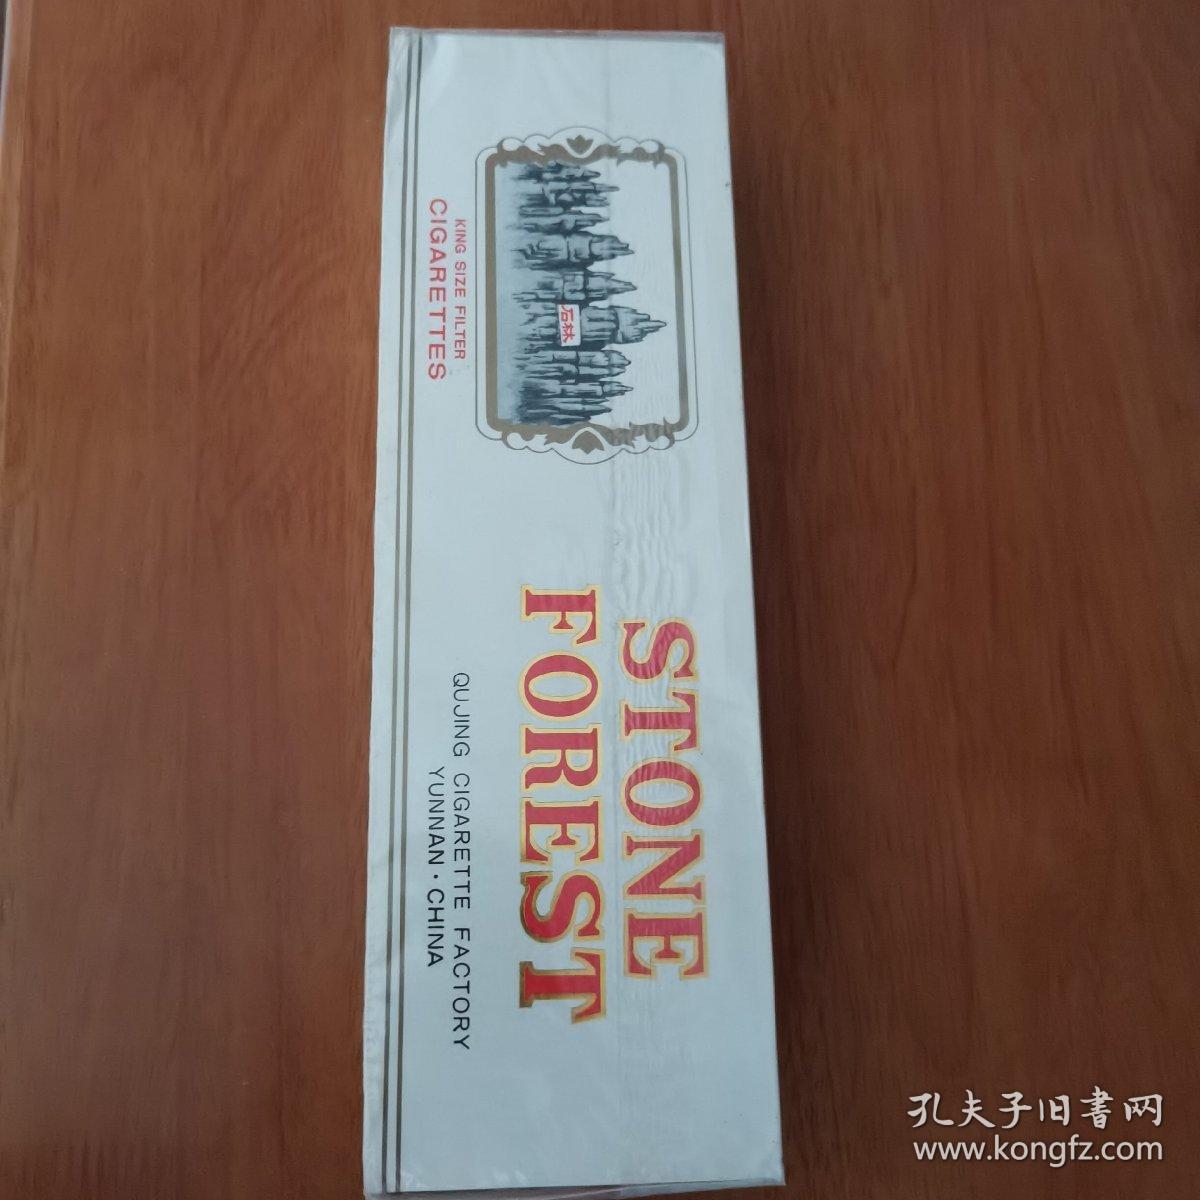 石林
KING SIZE FILTER
CIGARETTES
STONE
FOREST
QUJING CIGARETTE FACTORY
YUNNAN·CHINA
孔夫子旧書网
www.kongfz.com